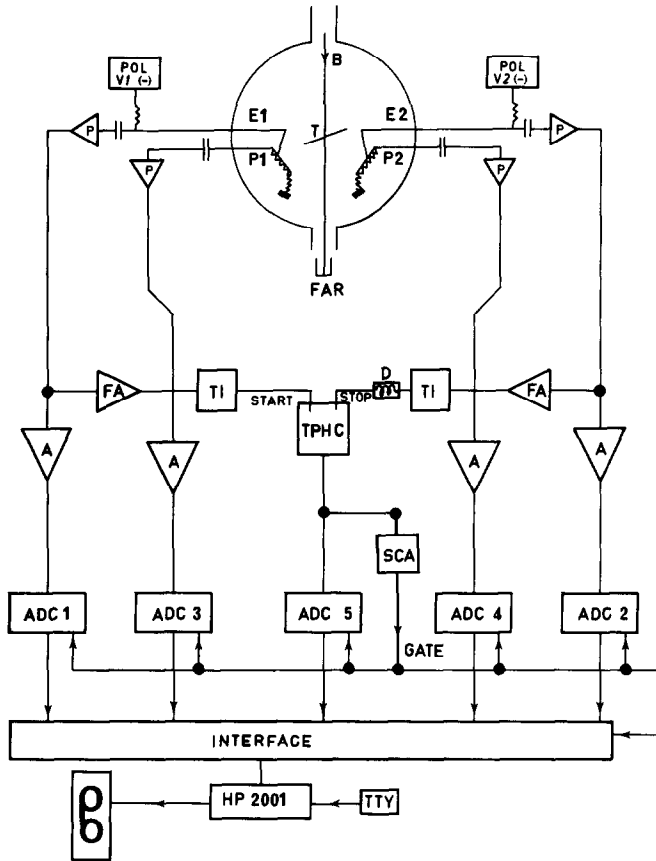 POL
V1 (-)
POL
V2 (-)
B
P
E1
T
E2
P
P
P1
P2
P
FAR
D
FA
TI
START
STOP
TI
FA
TPHC
A
A
A
A
SCA
ADC 1
ADC 3
ADC 5
ADC 4
ADC 2
GATE
INTERFACE
HP 2001
TTY